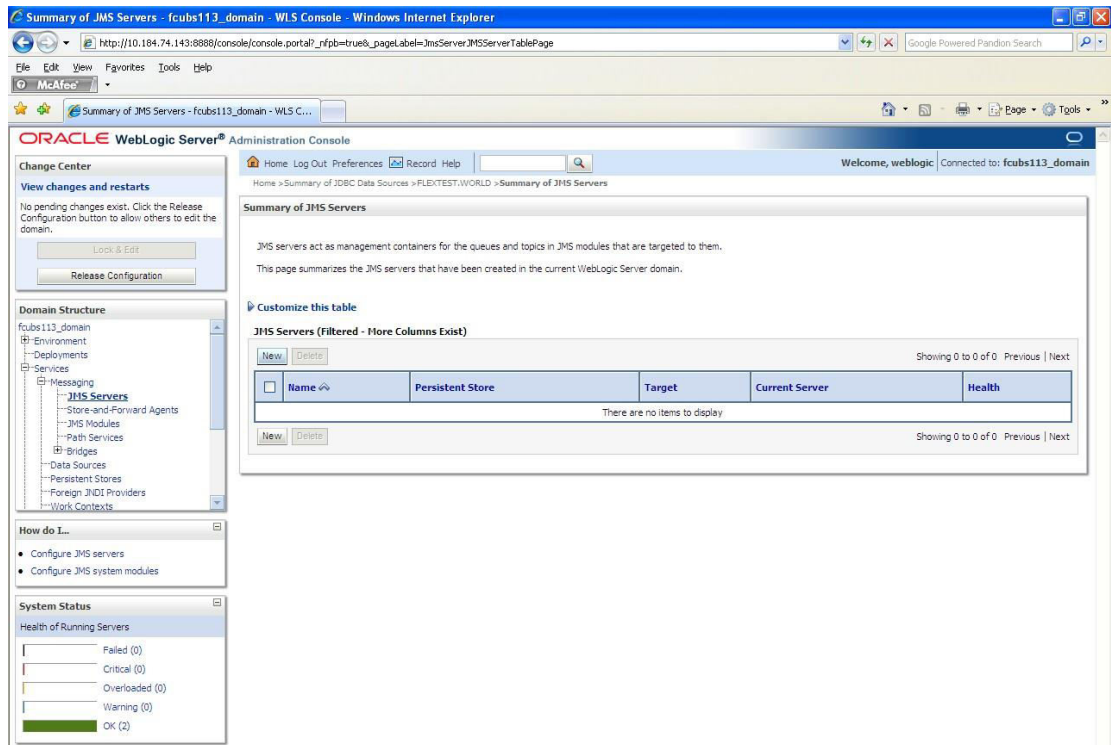 Summary of JMS Servers - fcubs113_domain - WLS Console - Windows Internet Explorer
http://10.184.74.143:8888/console/console.portal?_nfpb=true&_pageLabel=JmsServerJMSServerTablePage
Google Powered Pandion Search
File Edit View Favorites Tools Help
McAfee
Summary of JMS Servers - fcubs113_domain - WLS C...
Page Tools
ORACLE WebLogic Server® Administration Console
Change Center
View changes and restarts
No pending changes exist. Click the Release
Configuration button to allow others to edit the
domain.
Lock & Edit
Release Configuration
Domain Structure
fcubs113_domain
Environment
Deployments
Services
Messaging
JMS Servers
Store-and-Forward Agents
JMS Modules
Path Services
Bridges
Data Sources
Persistent Stores
Foreign JNDI Providers
Work Contexts
How do I...
Configure JMS servers
Configure JMS system modules
System Status
Health of Running Servers
Failed (0)
Critical (0)
Overloaded (0)
Warning (0)
OK (2)
Home Log Out Preferences Record Help
Welcome, weblogic Connected to: fcubs113_domain
Home >Summary of JDBC Data Sources >FLEXTEST.WORLD >Summary of JMS Servers
Summary of JMS Servers
JMS servers act as management containers for the queues and topics in JMS modules that are targeted to them.
This page summarizes the JMS servers that have been created in the current WebLogic Server domain.
Customize this table
JMS Servers (Filtered - More Columns Exist)
New Delete Showing 0 to 0 of 0 Previous | Next
Name Persistent Store Target Current Server Health
There are no items to display
New Delete Showing 0 to 0 of 0 Previous | Next